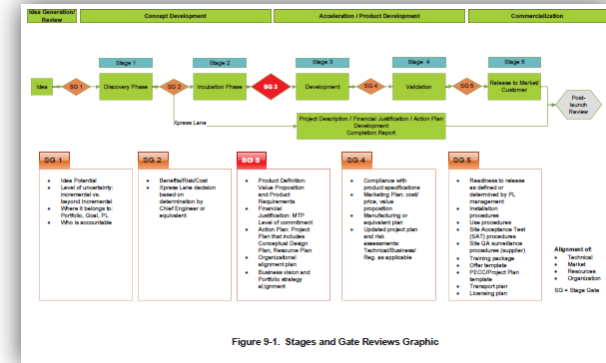 Idea Generation/
Review
Concept Development
Acceleration / Product Development
Commercialization
Stage 1
Stage 2
Stage 3
Stage 4
Stage 5
Idea
SG 1
Discovery Phase
SG 2
Incubation Phase
SG 3
Development
SG 4
Validation
SG 5
Release to Market/
Customer
Post-
launch
Review
Xpress Lane
Project Description / Financial Justification / Action Plan
Development
Completion Report
SG 1
• Idea Potential
• Level of uncertainty:
incremental vs.
beyond incremental
• Where it belongs to:
Portfolio, Goal, PL
• Who is accountable
SG 2
• Benefits/Risk/Cost
• Xpress Lane decision
based on
determination by
Chief Engineer or
equivalent
SG 3
• Product Definition:
Value Proposition
and Product
Requirements
• Financial
Justification: MTP
Level of commitment
• Action Plan: Project
Plan that includes
Conceptual Design
Plan, Resource Plan
• Organizational
alignment plan
• Business vision and
Portfolio strategy
alignment
SG 4
• Compliance with
product specifications
• Marketing Plan: cost/
price, value
proposition
• Manufacturing or
equivalent plan
• Updated project plan
and risk
assessments:
Technical/Business/
Reg. as applicable
SG 5
• Readiness to release
as defined or
determined by PL
management
• Installation
procedures
• Use procedures
• Site Acceptance Test
(SAT) procedures
• Site QA surveillance
procedures (supplier)
• Training package
• Offer template
• PECC/Project Plan
template
• Transport plan
• Licensing plan
Alignment of:
• Technical
• Market
• Resources
• Organization
SG = Stage Gate
Figure 9-1. Stages and Gate Reviews Graphic